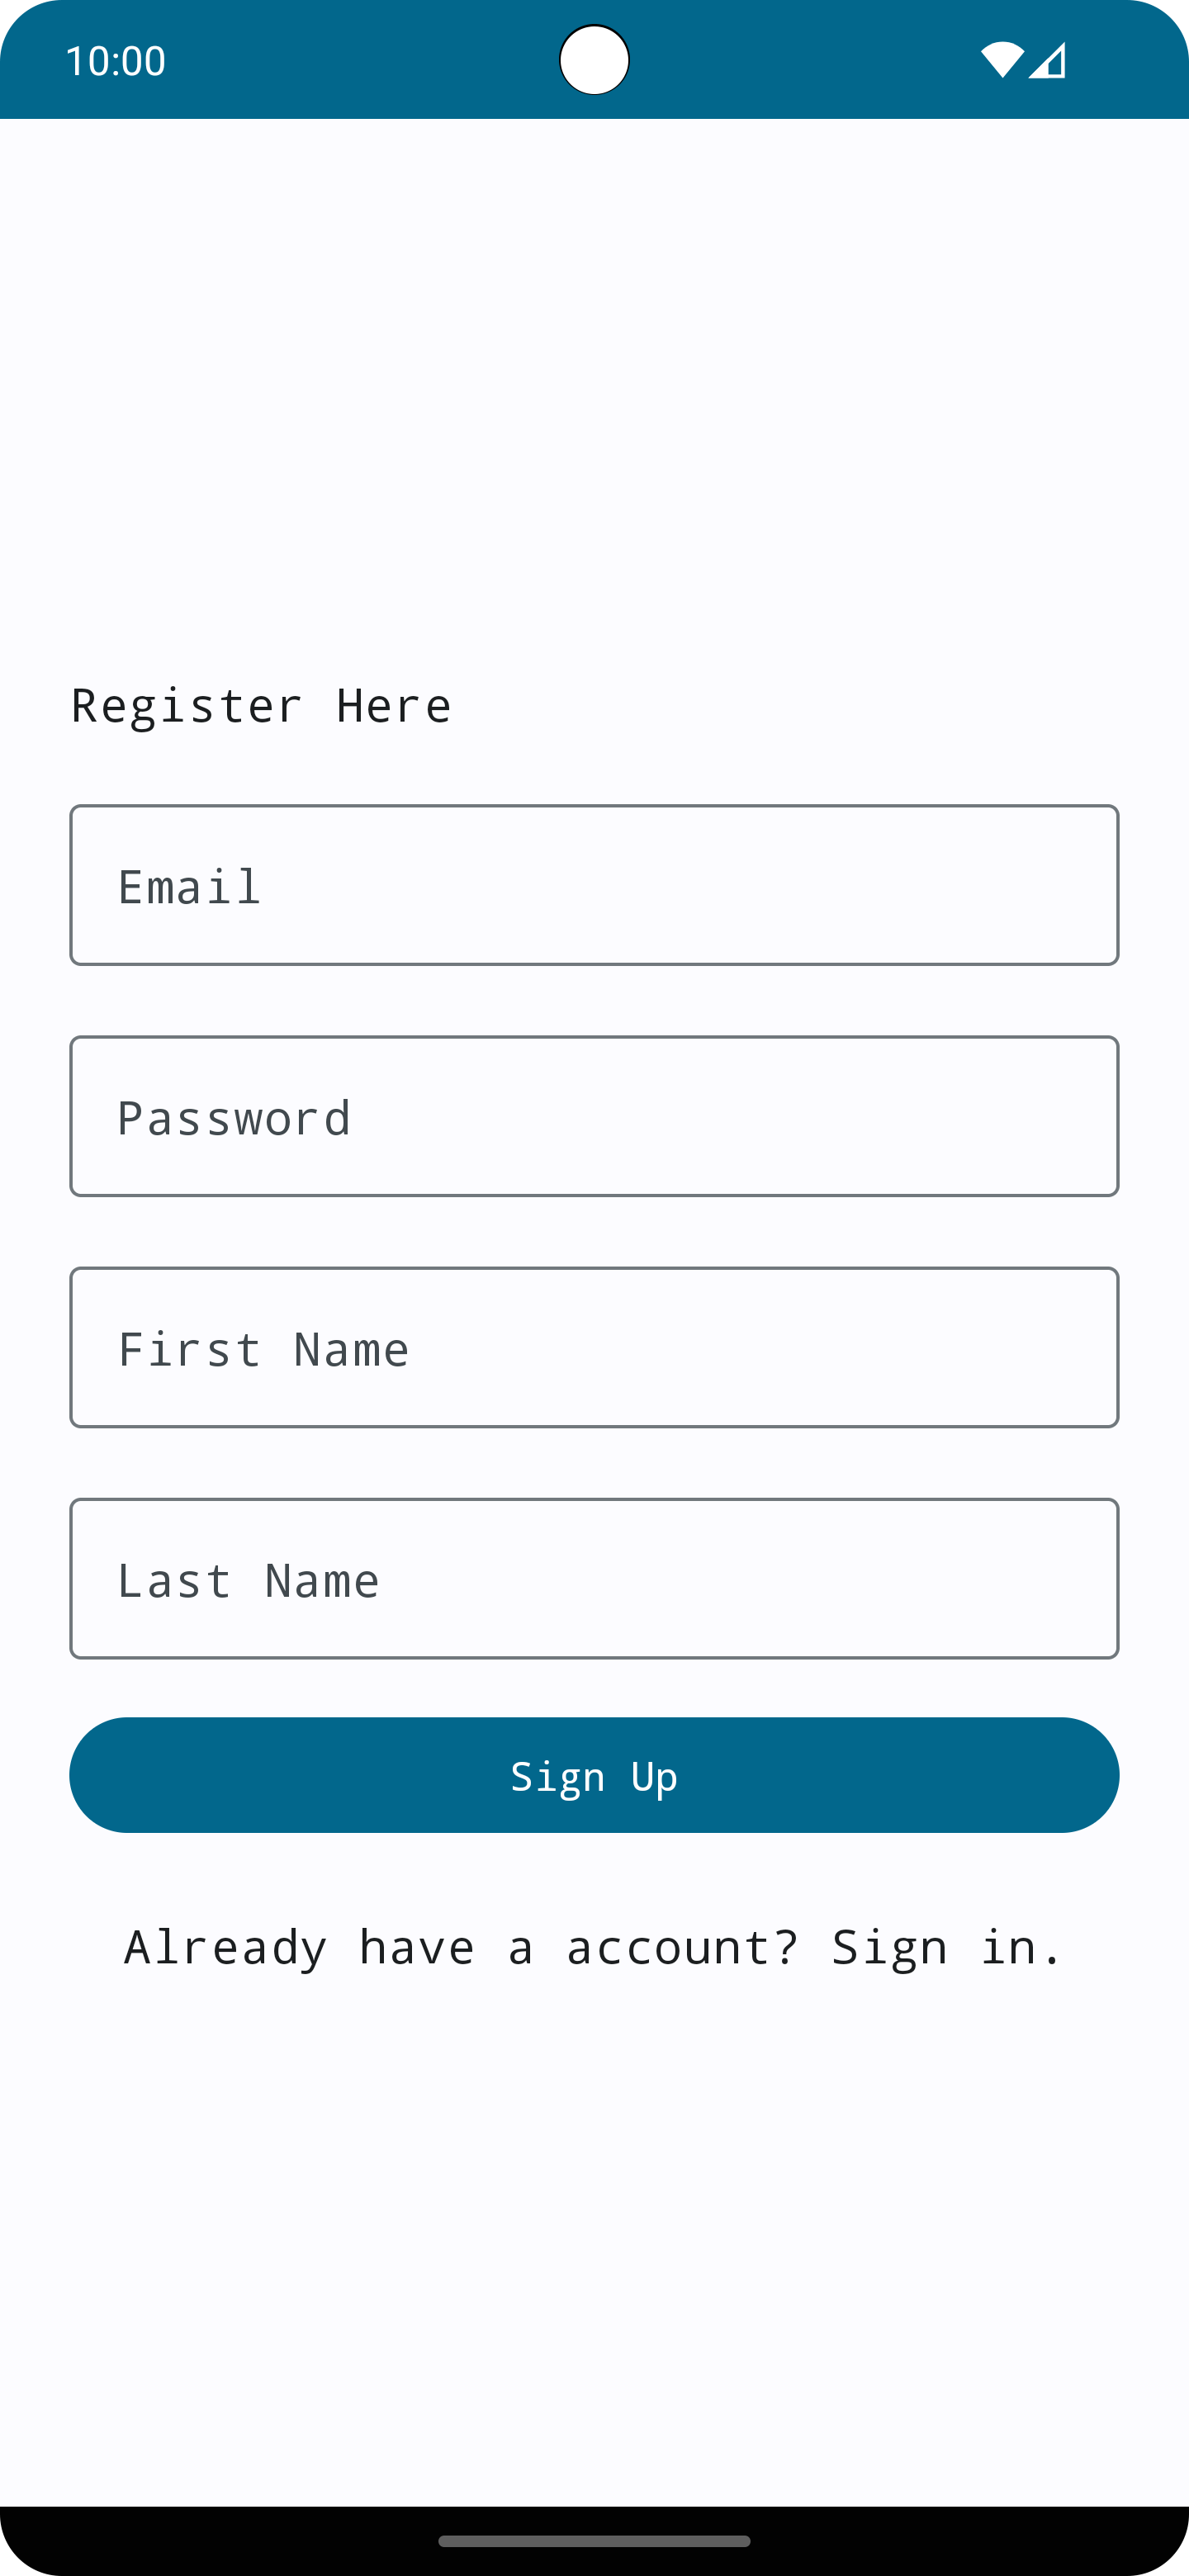 10:00
Register Here
Email
Password
First Name
Last Name
Sign Up
Already have a account? Sign in.